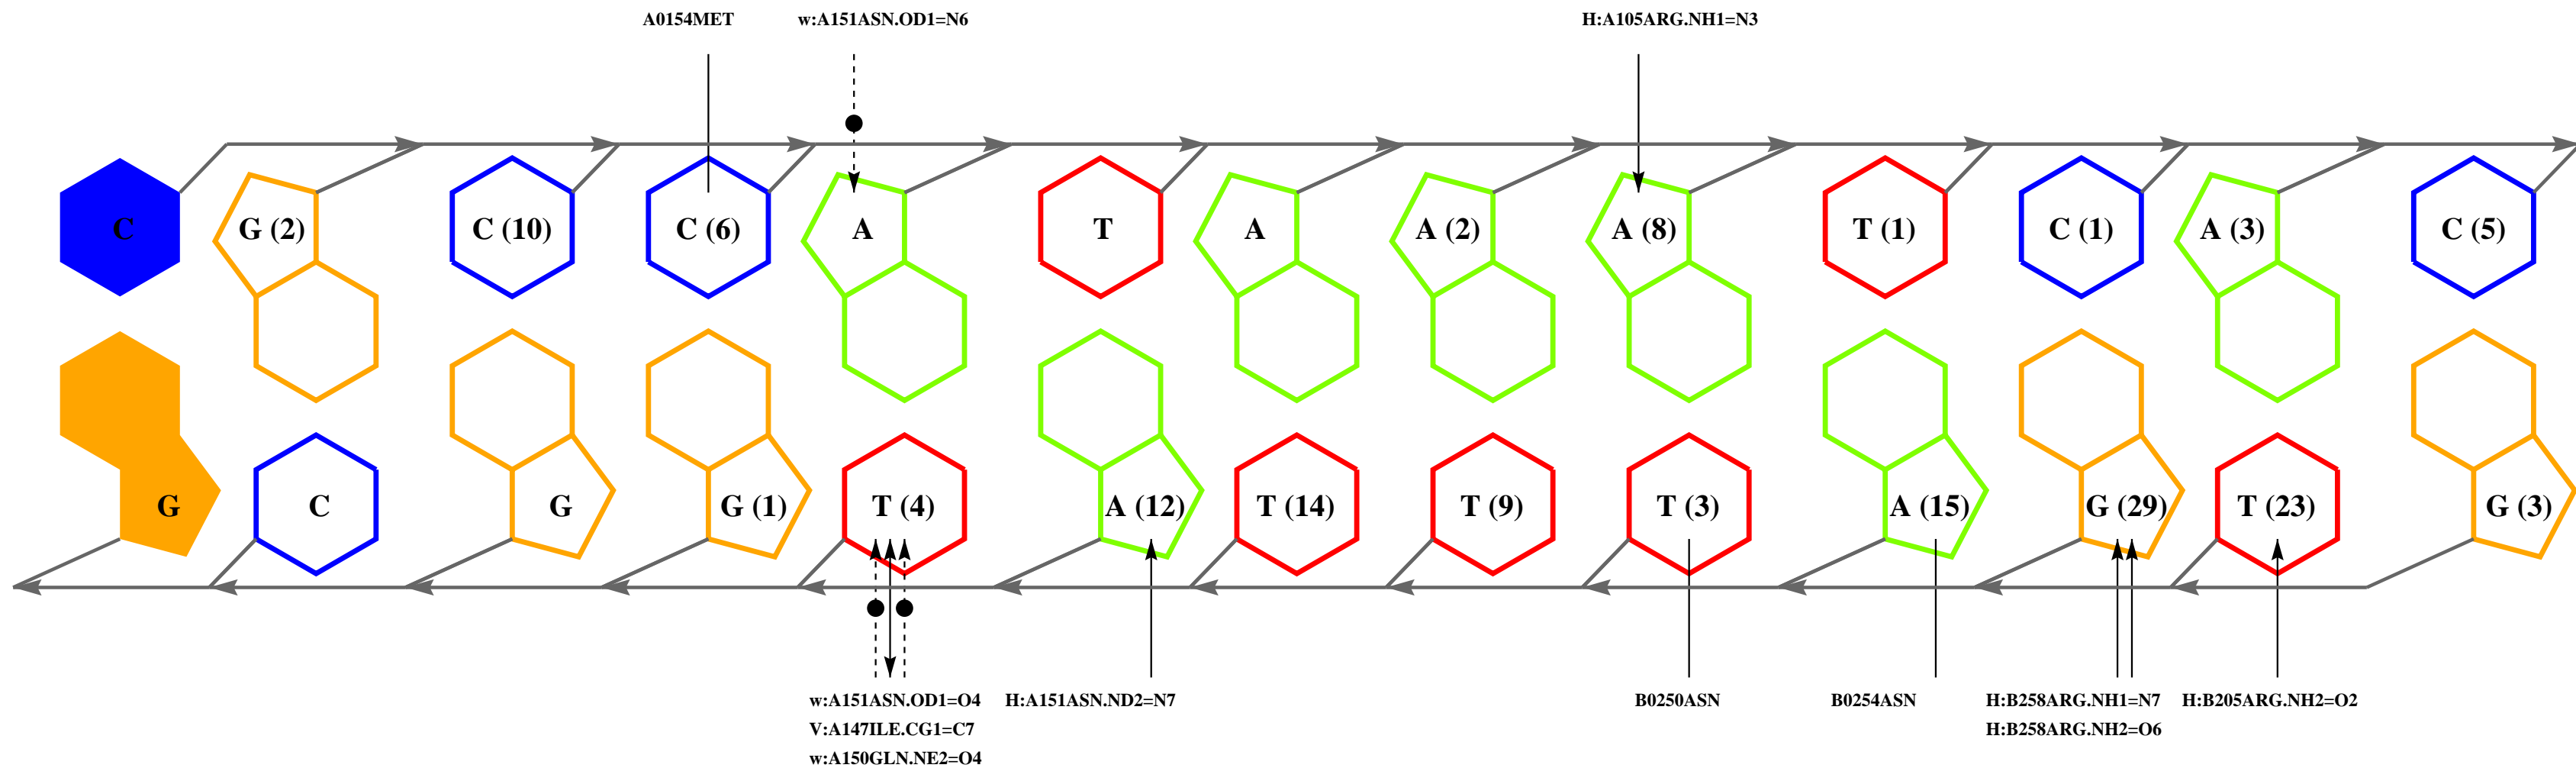 A0154MET w:A151ASN.OD1=N6 H:A105ARG.NH1=N3
C G (2) C (10) C (6) A T A A (2) A (8) T (1) C (1) A (3) C (5)
G C G G (1) T (4) A (12) T (14) T (9) T (3) A (15) G (29) T (23) G (3)
w:A151ASN.OD1=O4 H:A151ASN.ND2=N7 B0250ASN B0254ASN H:B258ARG.NH1=N7 H:B205ARG.NH2=O2
V:A147ILE.CG1=C7 H:B258ARG.NH2=O6
w:A150GLN.NE2=O4